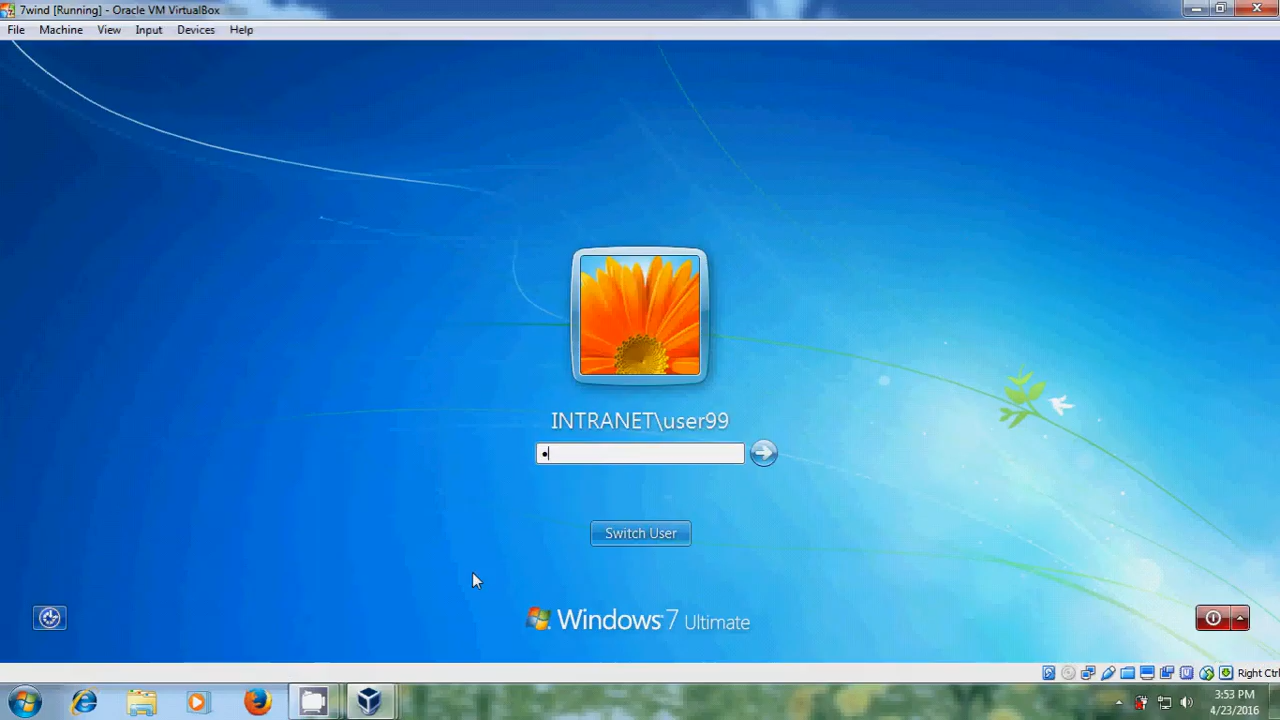 7wind [Running] - Oracle VM VirtualBox
File Machine View Input Devices Help
INTRANET\user99
Switch User
Windows 7 Ultimate
Right Ctrl
3:53 PM
4/23/2016